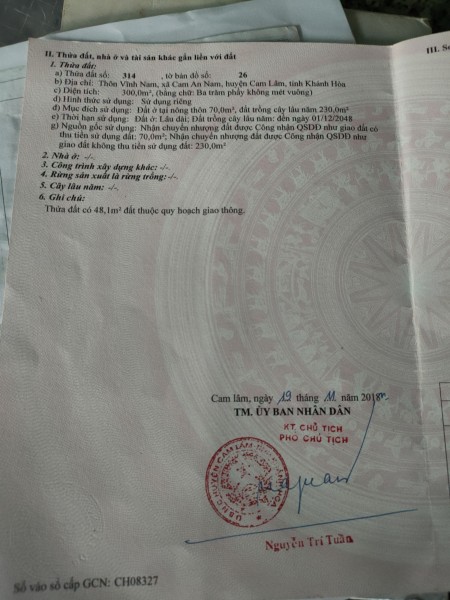 II. Thửa đất, nhà ở và tài sản khác gắn liền với đất
III. S
1. Thửa đất:
a) Thửa đất số: 314 , tờ bản đồ số: 26
b) Địa chỉ: Thôn Vĩnh Nam, xã Cam An Nam, huyện Cam Lâm, tỉnh Khánh Hòa
c) Diện tích: 300,0m², (bằng chữ: Ba trăm phẩy không mét vuông)
d) Hình thức sử dụng: Sử dụng riêng
đ) Mục đích sử dụng: Đất ở tại nông thôn 70,0m², đất trồng cây lâu năm 230,0m²
e) Thời hạn sử dụng: Đất ở: Lâu dài; Đất trồng cây lâu năm: đến ngày 01/12/2048
g) Nguồn gốc sử dụng: Nhận chuyển nhượng đất được Công nhận QSDĐ như giao đất có
thu tiền sử dụng đất: 70,0m²; Nhận chuyển nhượng đất được Công nhận QSDĐ như
giao đất không thu tiền sử dụng đất: 230,0m²
2. Nhà ở: -/-.
3. Công trình xây dựng khác: -/-.
4. Rừng sản xuất là rừng trồng: -/-.
5. Cây lâu năm: -/-.
6. Ghi chú:
Thửa đất có 48,1m² đất thuộc quy hoạch giao thông.
Cam lâm, ngày 19 tháng 11 năm 2018
TM. ỦY BAN NHÂN DÂN
KT. CHỦ TỊCH
PHÓ CHỦ TỊCH
U.B.N.D HUYỆN CAM LÂM
Nguyễn Trí Tuân
Số vào sổ cấp GCN: CH08327